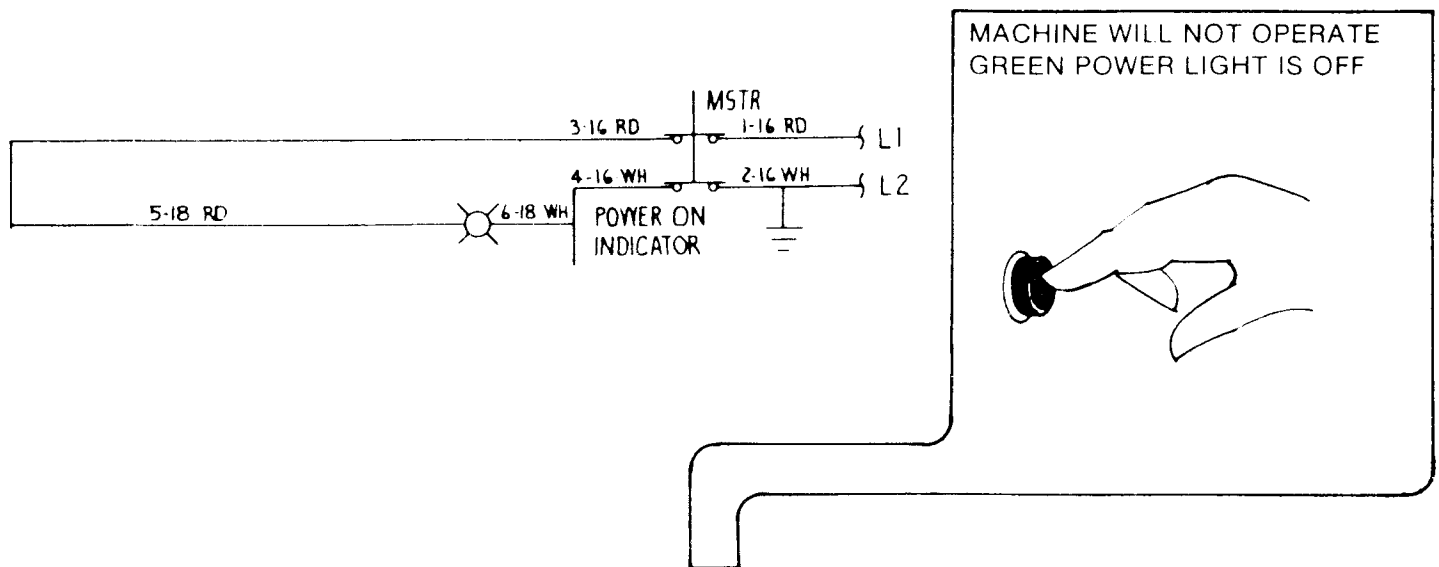 MACHINE WILL NOT OPERATE
GREEN POWER LIGHT IS OFF
MSTR
3-16 RD
1-16 RD
L1
4-16 WH
2-16 WH
L2
5-18 RD
6-18 WH
POWER ON
INDICATOR